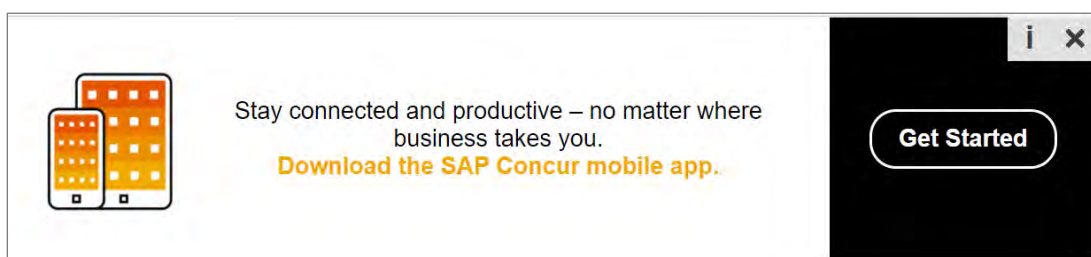 Stay connected and productive – no matter where
business takes you.
Download the SAP Concur mobile app.
i ×
Get Started